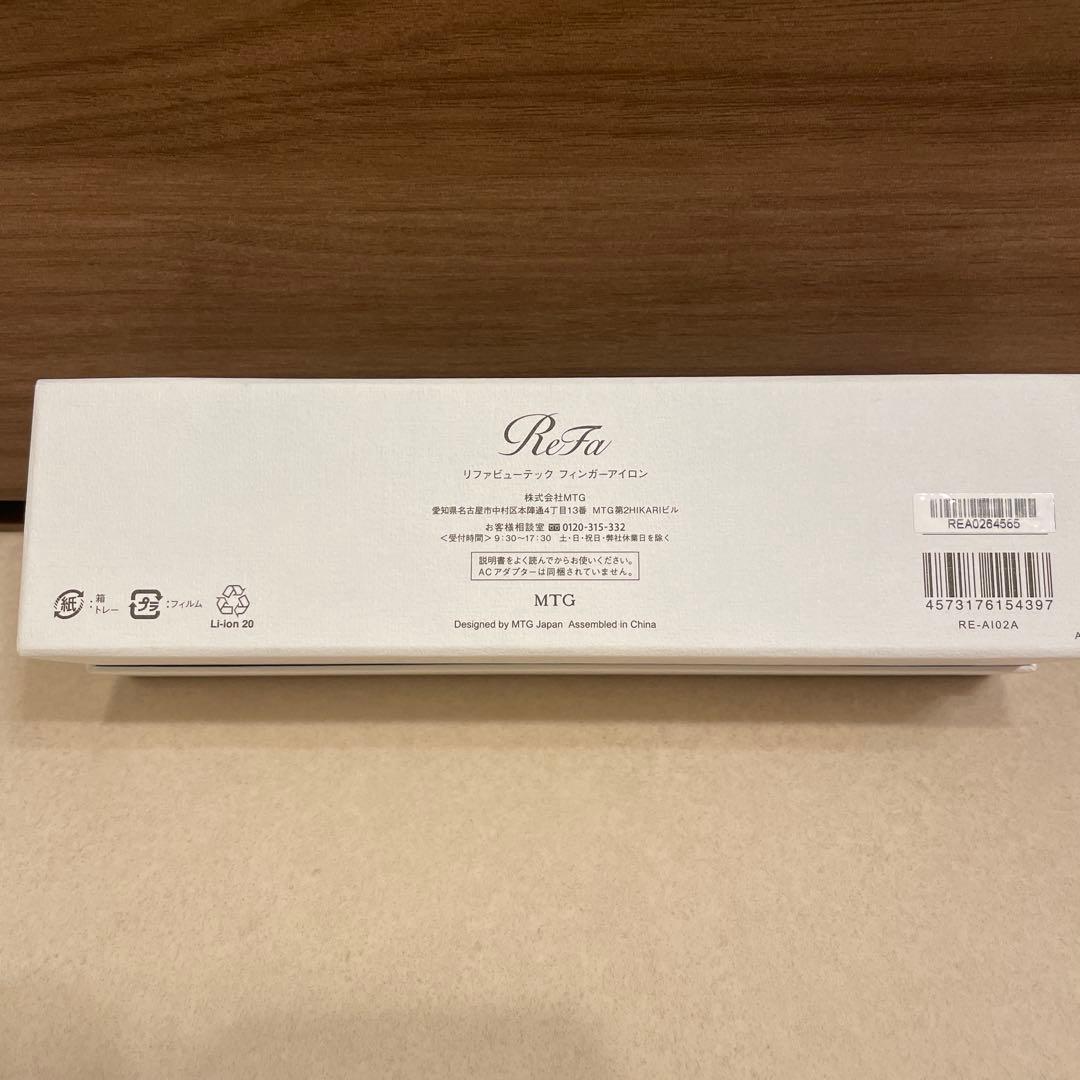 ReFa
リファビューテック フィンガーアイロン
株式会社MTG
愛知県名古屋市中村区本陣通4丁目13番 MTG第2HIKARIビル
お客様相談室 0120-315-332
＜受付時間＞9:30～17:30 土・日・祝日・弊社休業日を除く
説明書をよく読んでからお使いください。
ACアダプターは同梱されていません。
MTG
Designed by MTG Japan Assembled in China
紙 :箱
トレー
プラ :フィルム
Li-ion 20
REA0264565
4573176154397
RE-AI02A
A